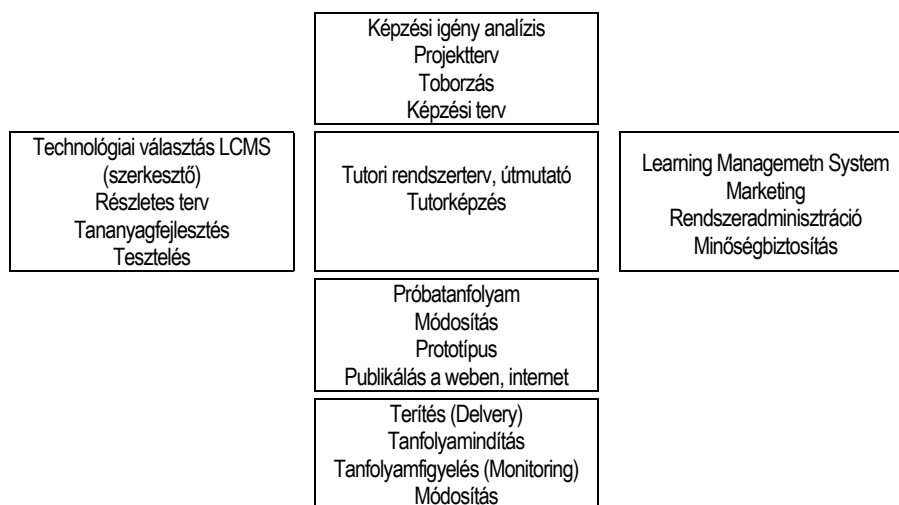 Képzési igény analízis
Projektterv
Toborzás
Képzési terv
Technológiai választás LCMS
(szerkesztő)
Részletes terv
Tananyagfejlesztés
Tesztelés
Tutori rendszerterv, útmutató
Tutorképzés
Learning Managemetn System
Marketing
Rendszeradminisztráció
Minőségbiztosítás
Próbatanfolyam
Módosítás
Prototípus
Publikálás a weben, internet
Terítés (Delvery)
Tanfolyamindítás
Tanfolyamfigyelés (Monitoring)
Módosítás